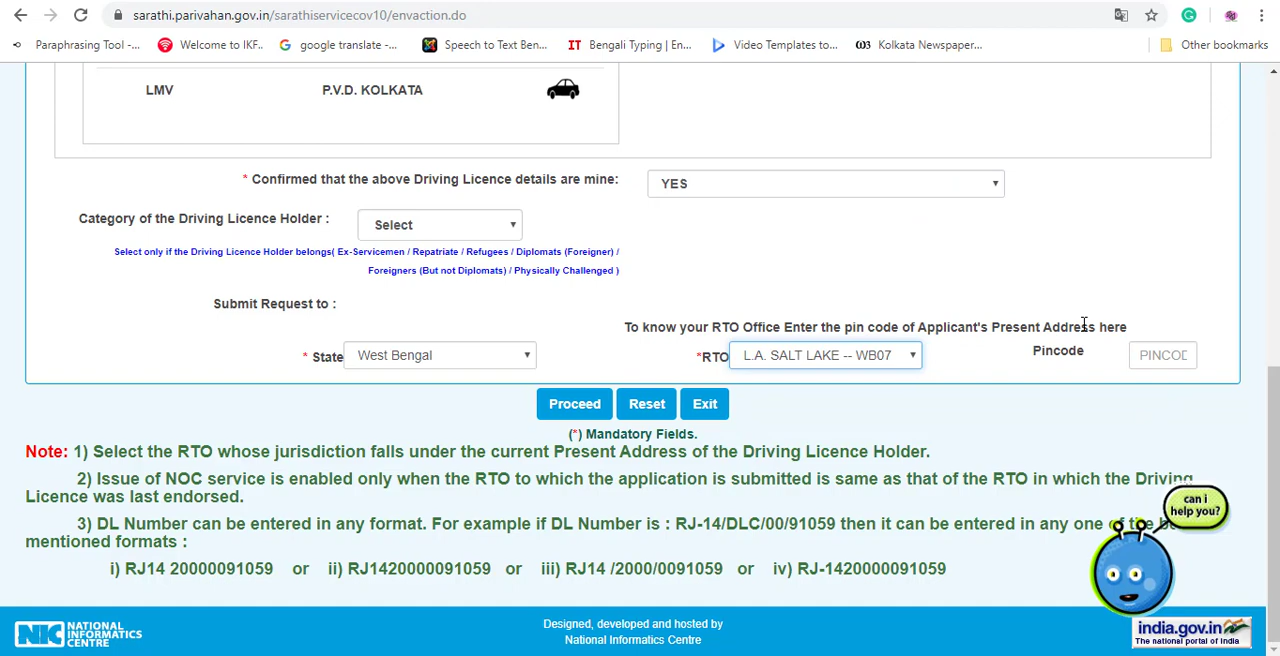 sarathi.parivahan.gov.in/sarathiservicecov10/envaction.do
Paraphrasing Tool -... Welcome to IKF.. google translate -... Speech to Text Ben... IT Bengali Typing | En... Video Templates to... Kolkata Newspaper... Other bookmarks
LMV P.V.D. KOLKATA
* Confirmed that the above Driving Licence details are mine: YES
Category of the Driving Licence Holder : Select
Select only if the Driving Licence Holder belongs( Ex-Servicemen / Repatriate / Refugees / Diplomats (Foreigner) /
Foreigners (But not Diplomats) / Physically Challenged )
Submit Request to :
To know your RTO Office Enter the pin code of Applicant's Present Address here
* State West Bengal *RTO L.A. SALT LAKE -- WB07 Pincode PINCOD
Proceed Reset Exit
(*) Mandatory Fields.
Note: 1) Select the RTO whose jurisdiction falls under the current Present Address of the Driving Licence Holder.
2) Issue of NOC service is enabled only when the RTO to which the application is submitted is same as that of the RTO in which the Driving
Licence was last endorsed.
can i
help you?
3) DL Number can be entered in any format. For example if DL Number is : RJ-14/DLC/00/91059 then it can be entered in any one of the
mentioned formats :
i) RJ14 20000091059 or ii) RJ1420000091059 or iii) RJ14 /2000/0091059 or iv) RJ-1420000091059
NIC NATIONAL
INFORMATICS
CENTRE
Designed, developed and hosted by
National Informatics Centre
india.gov.in
The national portal of India